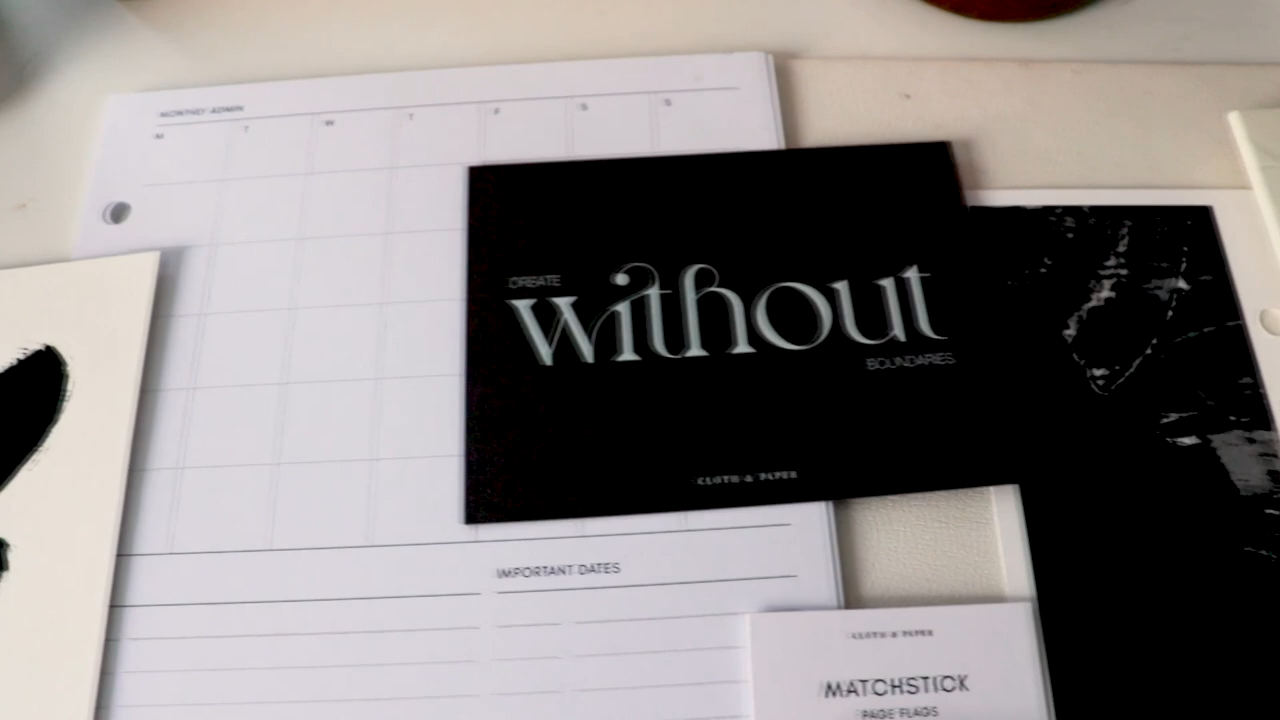 MONTHLY ADMIN
M T W T F S S
CREATE
without
BOUNDARIES
CLOTH & PAPER
IMPORTANT DATES
CLOTH & PAPER
MATCHSTICK
PAGE FLAGS